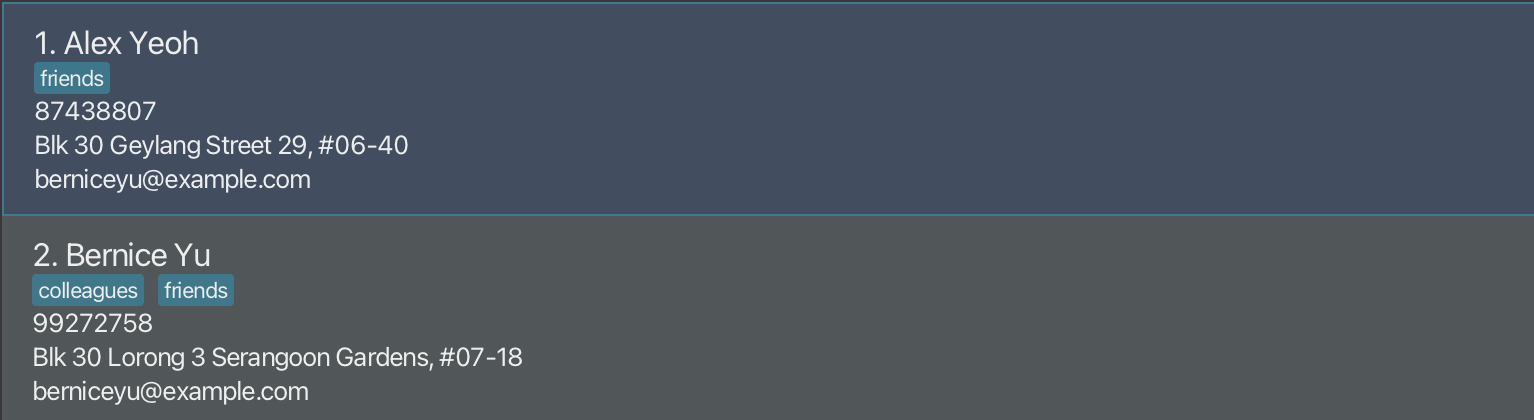 1. Alex Yeoh
friends
87438807
Blk 30 Geylang Street 29, #06-40
berniceyu@example.com
2. Bernice Yu
colleagues friends
99272758
Blk 30 Lorong 3 Serangoon Gardens, #07-18
berniceyu@example.com